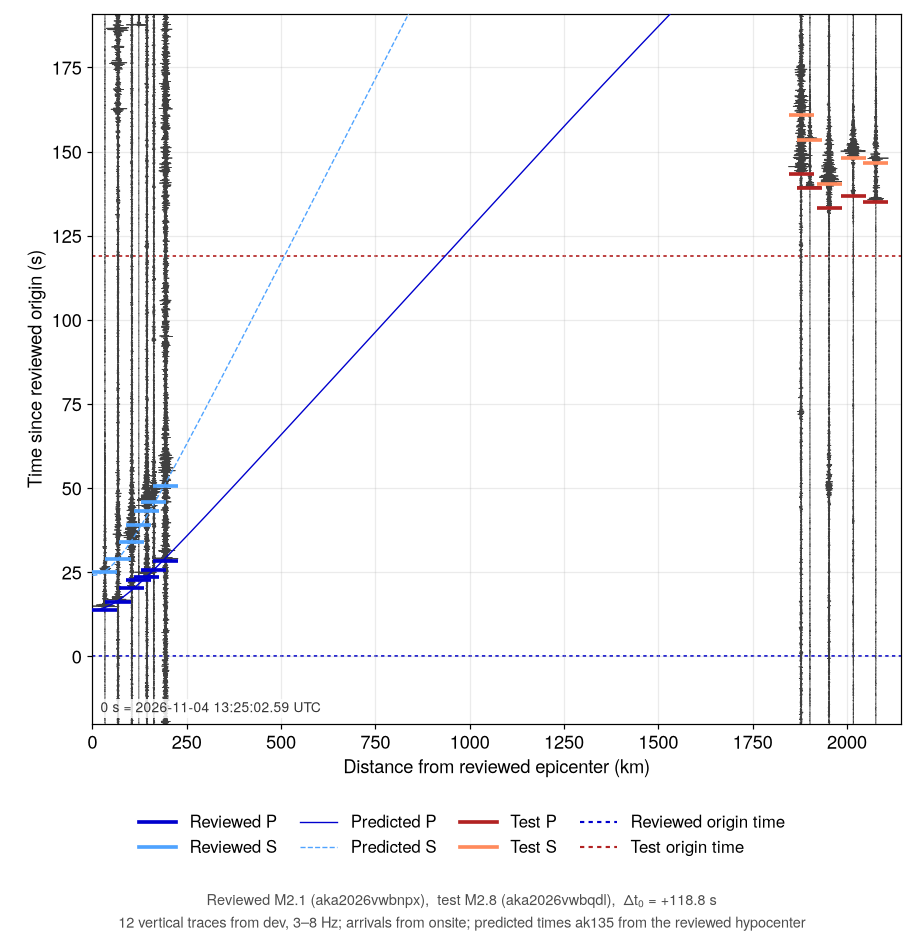 175
150
125
100
75
50
25
0
Time since reviewed origin (s)
0 s = 2026-11-04 13:25:02.59 UTC
0 250 500 750 1000 1250 1500 1750 2000
Distance from reviewed epicenter (km)
Reviewed P Predicted P Test P Reviewed origin time
Reviewed S Predicted S Test S Test origin time
Reviewed M2.1 (aka2026vwbnpx), test M2.8 (aka2026vwbqdl), Δt₀ = +118.8 s
12 vertical traces from dev, 3–8 Hz; arrivals from onsite; predicted times ak135 from the reviewed hypocenter